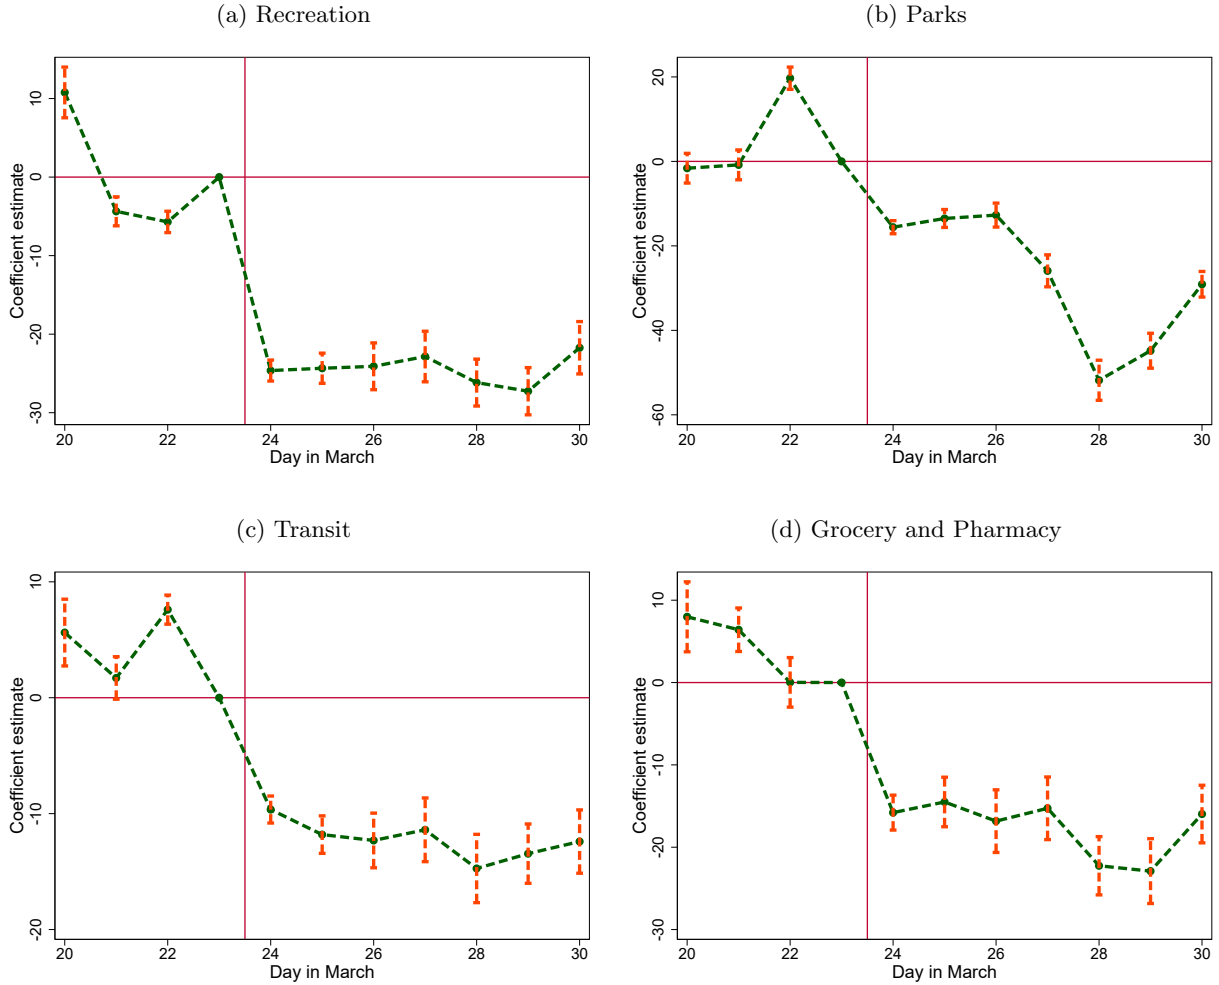 (a) Recreation
Coefficient estimate
10
0
-10
-20
-30
20 22 24 26 28 30
Day in March
(b) Parks
Coefficient estimate
20
0
-20
-40
-60
20 22 24 26 28 30
Day in March
(c) Transit
Coefficient estimate
10
0
-10
-20
20 22 24 26 28 30
Day in March
(d) Grocery and Pharmacy
Coefficient estimate
10
0
-10
-20
-30
20 22 24 26 28 30
Day in March